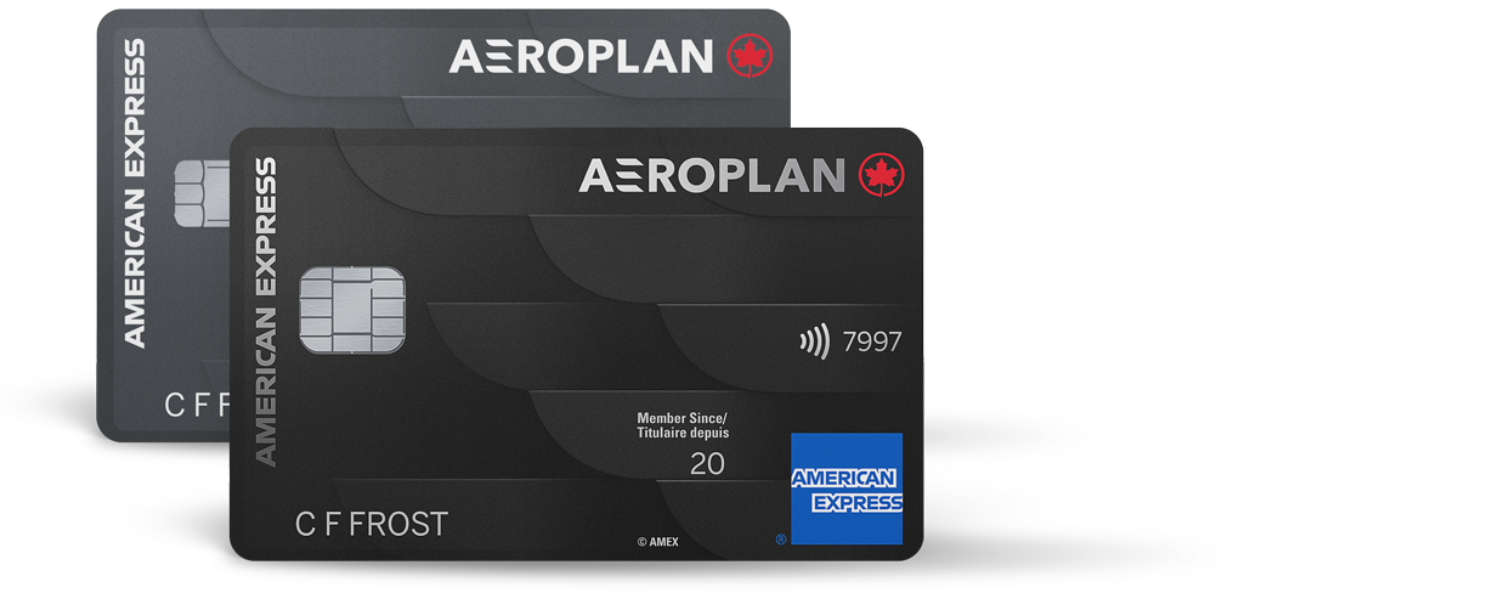 AMERICAN EXPRESS
AEROPLAN
C F F
AMERICAN EXPRESS
AEROPLAN
7997
Member Since/
Titulaire depuis
20
AMERICAN
EXPRESS
®
C F FROST
© AMEX